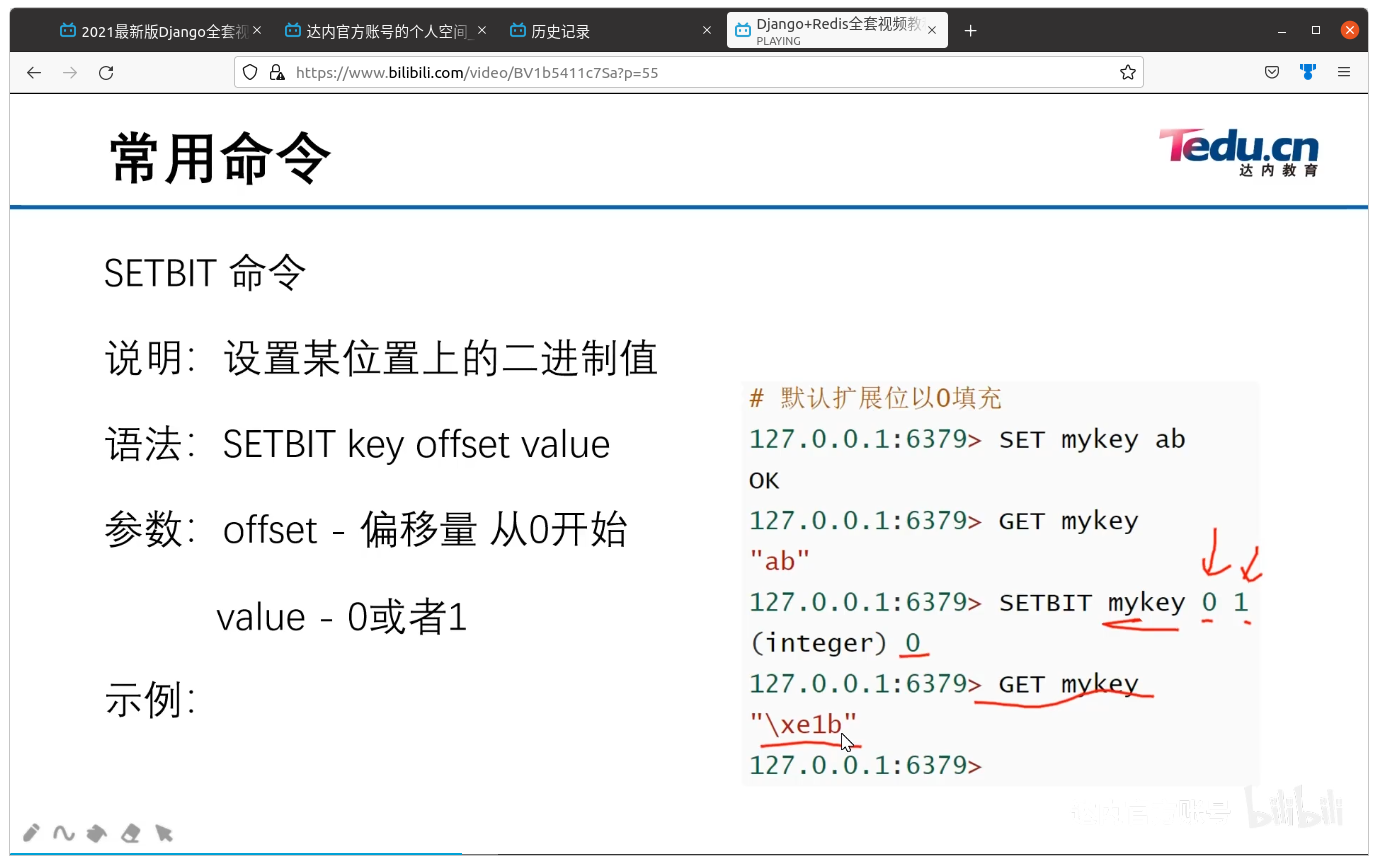 2021最新版Django全套视
达内官方账号的个人空间_
历史记录
Django+Redis全套视频教
PLAYING
https://www.bilibili.com/video/BV1b5411c7Sa?p=55
常用命令
Tedu.cn
达内教育
SETBIT 命令
说明：设置某位置上的二进制值
语法：SETBIT key offset value
参数：offset - 偏移量 从0开始
value - 0或者1
示例：
# 默认扩展位以0填充
127.0.0.1:6379> SET mykey ab
OK
127.0.0.1:6379> GET mykey
"ab"
127.0.0.1:6379> SETBIT mykey 0 1
(integer) 0
127.0.0.1:6379> GET mykey
"\xe1b"
127.0.0.1:6379>
达内官方账号 bilibili